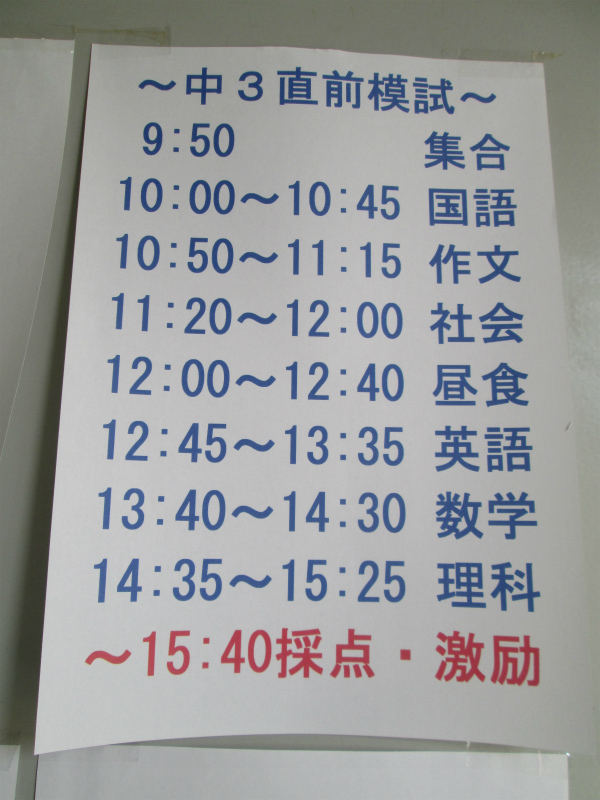 ～中３直前模試～
9:50 集合
10:00～10:45 国語
10:50～11:15 作文
11:20～12:00 社会
12:00～12:40 昼食
12:45～13:35 英語
13:40～14:30 数学
14:35～15:25 理科
～15:40採点・激励